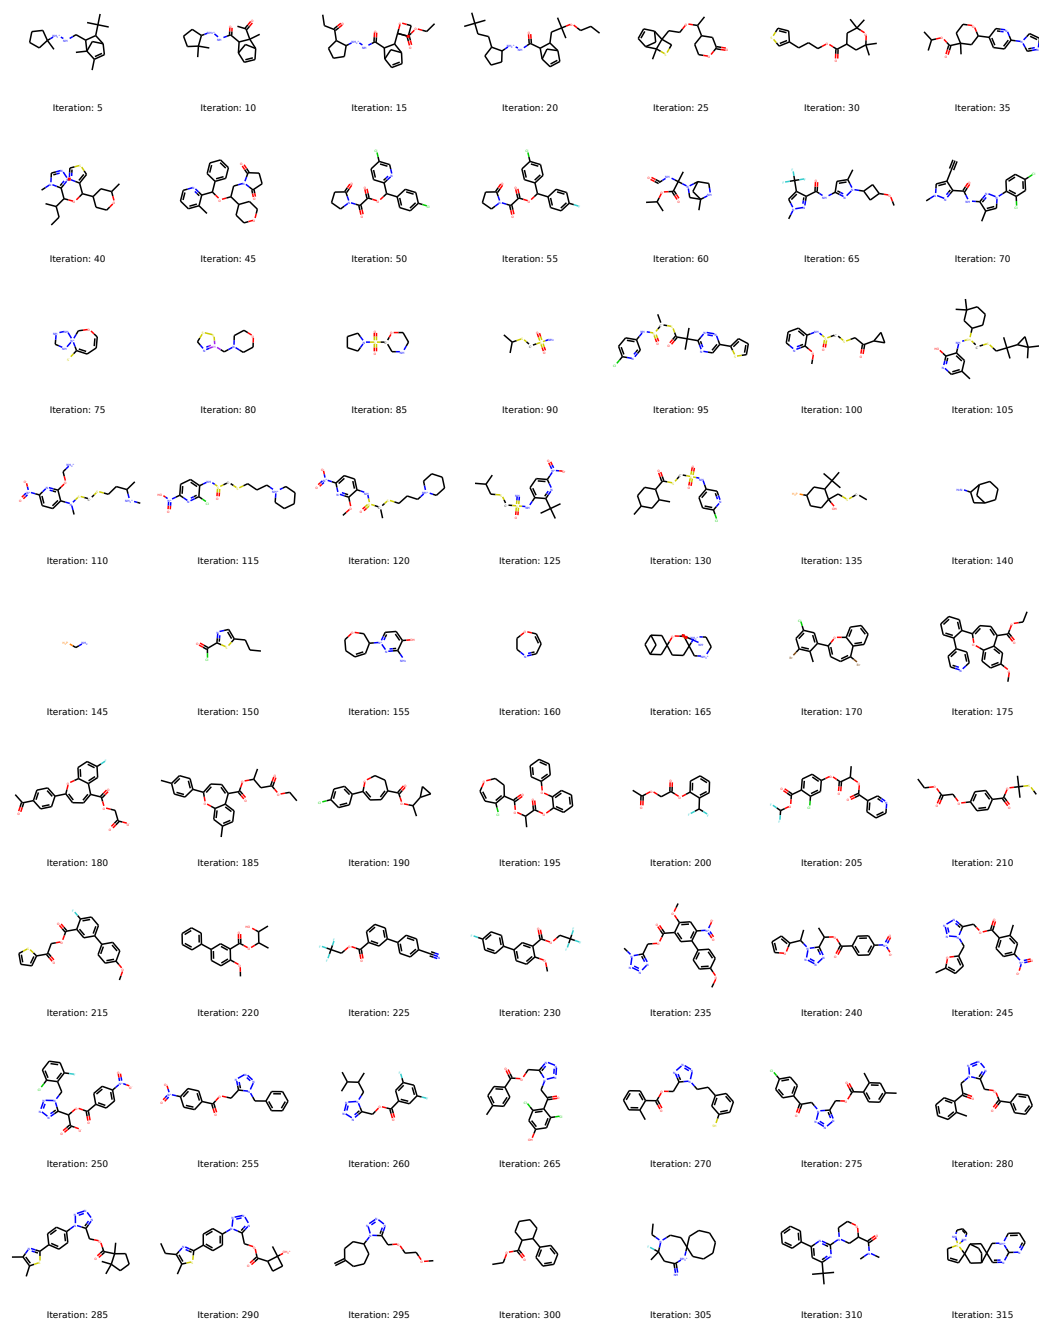 Iteration: 5
Iteration: 10
Iteration: 15
Iteration: 20
Iteration: 25
Iteration: 30
Iteration: 35
Iteration: 40
Iteration: 45
Iteration: 50
Iteration: 55
Iteration: 60
Iteration: 65
Iteration: 70
Iteration: 75
Iteration: 80
Iteration: 85
Iteration: 90
Iteration: 95
Iteration: 100
Iteration: 105
Iteration: 110
Iteration: 115
Iteration: 120
Iteration: 125
Iteration: 130
Iteration: 135
Iteration: 140
Iteration: 145
Iteration: 150
Iteration: 155
Iteration: 160
Iteration: 165
Iteration: 170
Iteration: 175
Iteration: 180
Iteration: 185
Iteration: 190
Iteration: 195
Iteration: 200
Iteration: 205
Iteration: 210
Iteration: 215
Iteration: 220
Iteration: 225
Iteration: 230
Iteration: 235
Iteration: 240
Iteration: 245
Iteration: 250
Iteration: 255
Iteration: 260
Iteration: 265
Iteration: 270
Iteration: 275
Iteration: 280
Iteration: 285
Iteration: 290
Iteration: 295
Iteration: 300
Iteration: 305
Iteration: 310
Iteration: 315